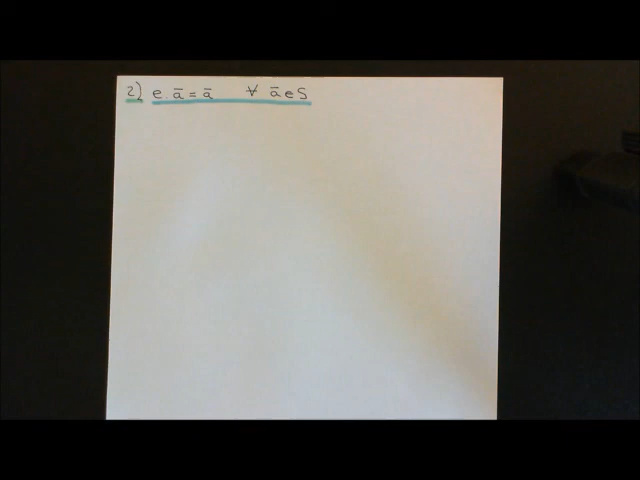 2) e . ā = ā ∀ ā ∈ S